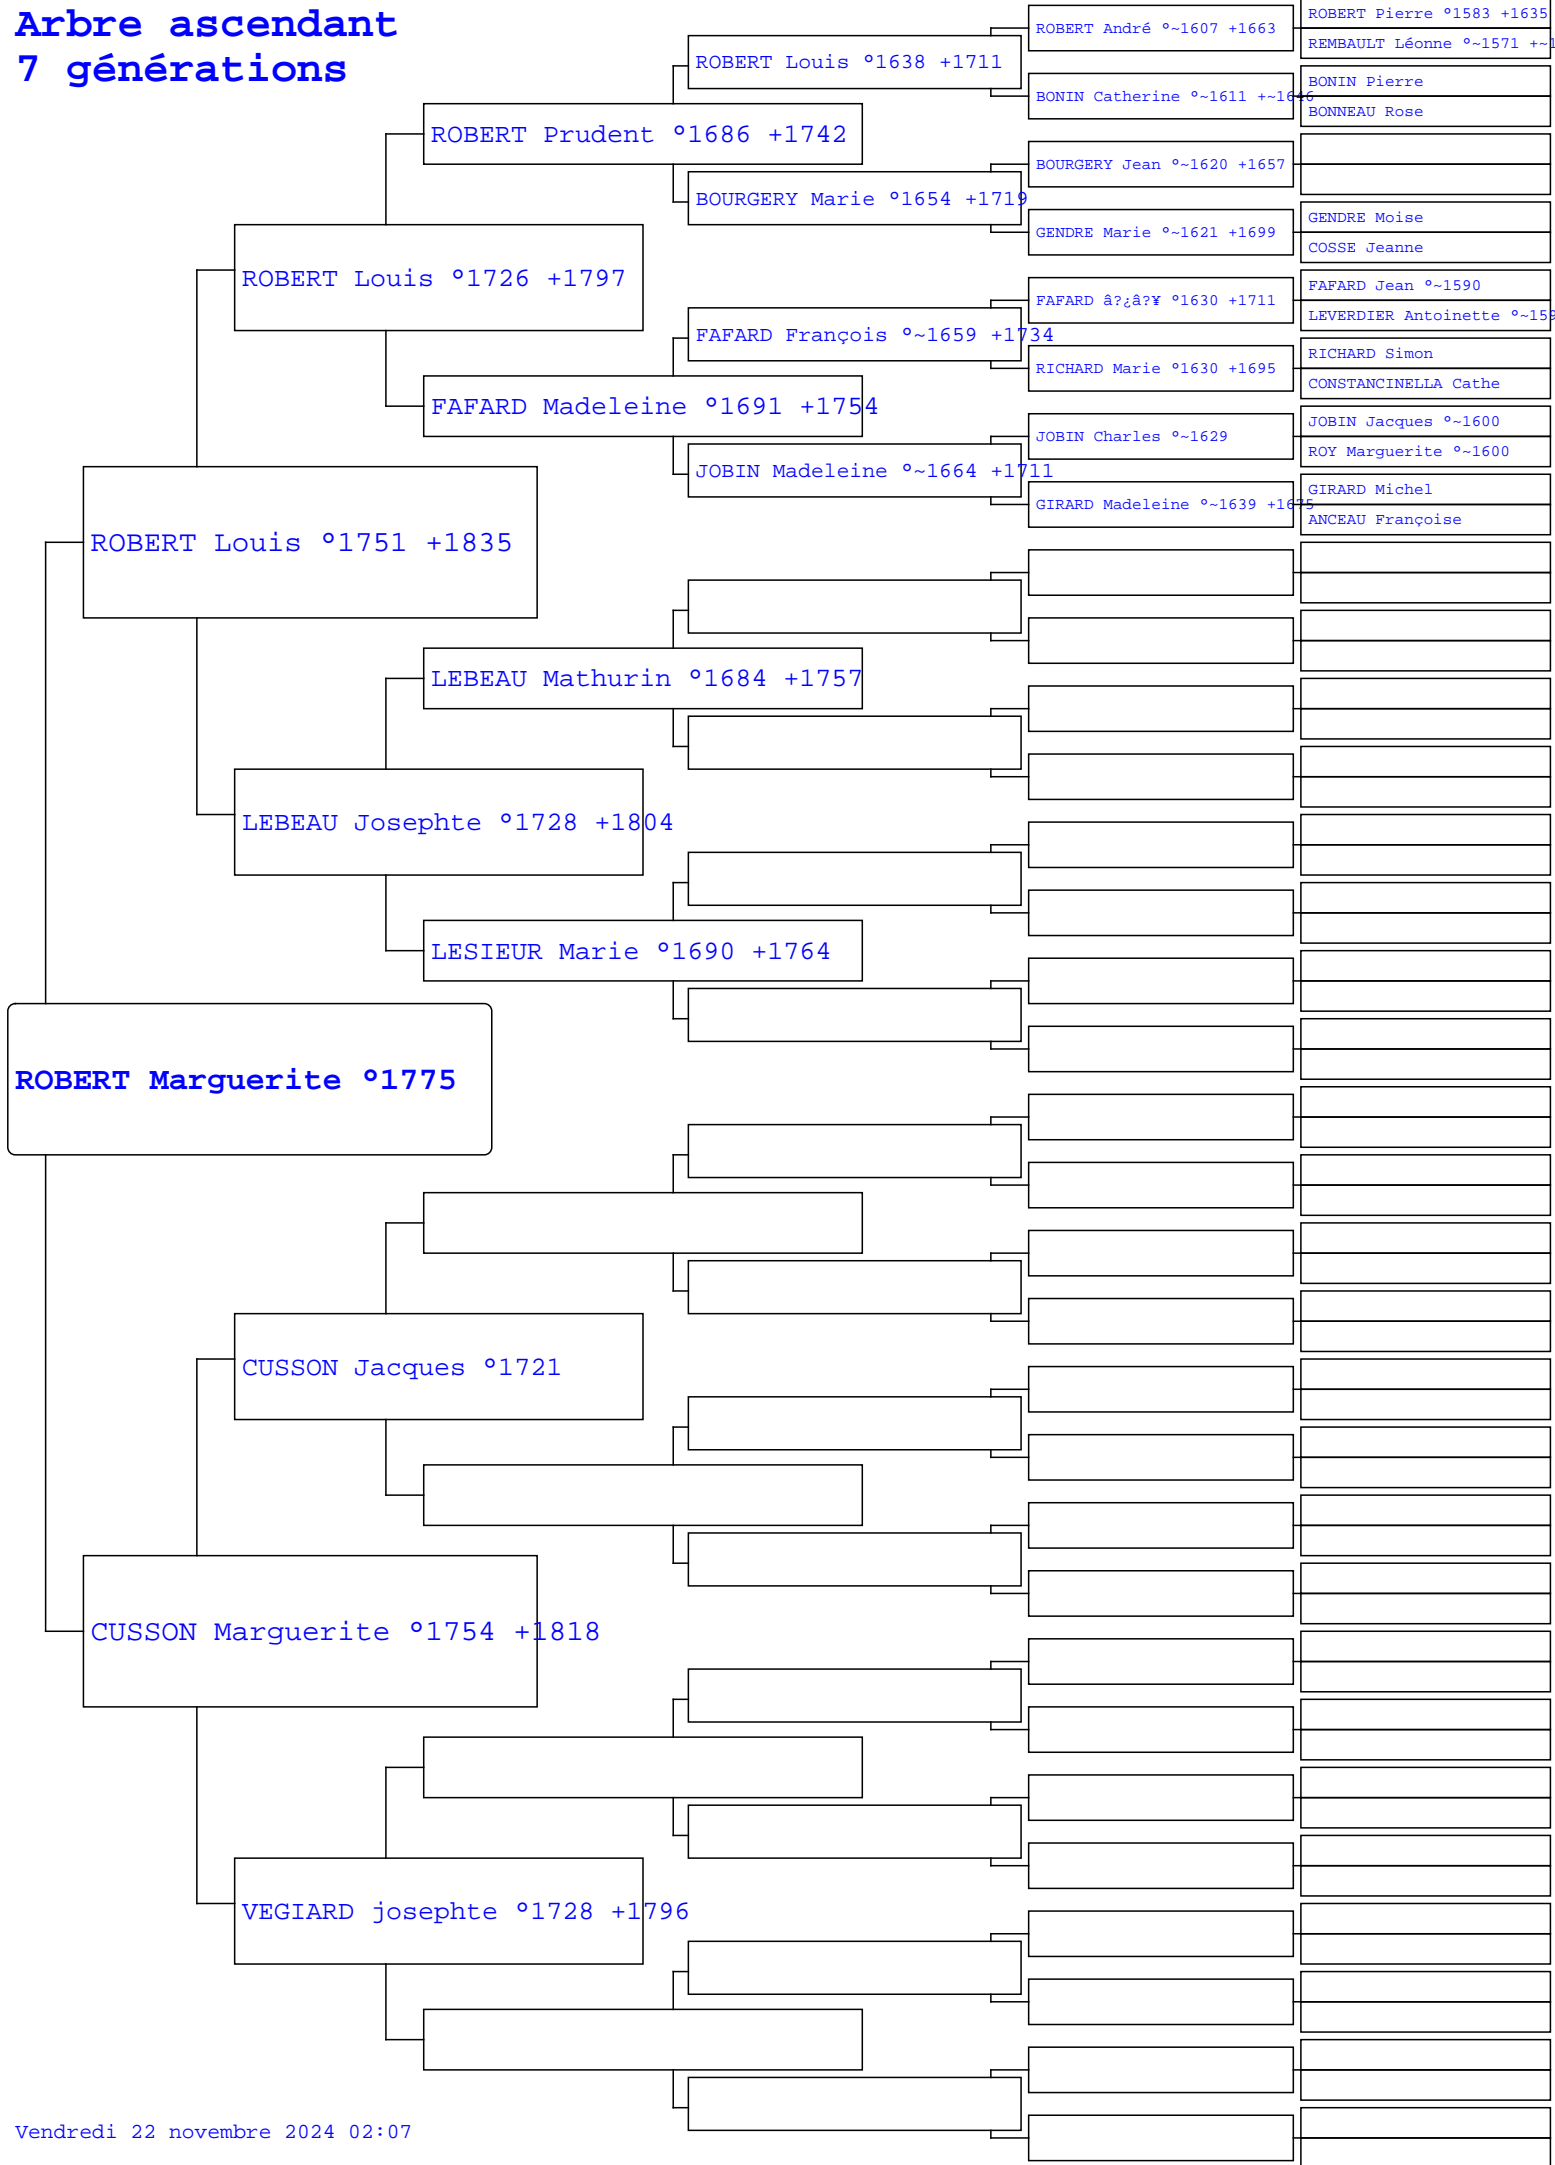 Arbre ascendant
7 générations
ROBERT Pierre °1583 +1635
ROBERT André °~1607 +1663
REMBAULT Léonne °~1571 +~1
ROBERT Louis °1638 +1711
BONIN Pierre
BONIN Catherine °~1611 +~1646
BONNEAU Rose
ROBERT Prudent °1686 +1742
BOURGERY Jean °~1620 +1657
BOURGERY Marie °1654 +1719
GENDRE Moise
GENDRE Marie °~1621 +1699
COSSE Jeanne
ROBERT Louis °1726 +1797
FAFARD Jean °~1590
FAFARD â?¿â?¥ °1630 +1711
LEVERDIER Antoinette °~159
FAFARD François °~1659 +1734
RICHARD Simon
RICHARD Marie °1630 +1695
CONSTANCINELLA Cathe
FAFARD Madeleine °1691 +1754
JOBIN Jacques °~1600
JOBIN Charles °~1629
ROY Marguerite °~1600
JOBIN Madeleine °~1664 +1711
GIRARD Michel
GIRARD Madeleine °~1639 +1675
ANCEAU Françoise
ROBERT Louis °1751 +1835
LEBEAU Mathurin °1684 +1757
LEBEAU Josephte °1728 +1804
LESIEUR Marie °1690 +1764
ROBERT Marguerite °1775
CUSSON Jacques °1721
CUSSON Marguerite °1754 +1818
VEGIARD josephte °1728 +1796
Vendredi 22 novembre 2024 02:07